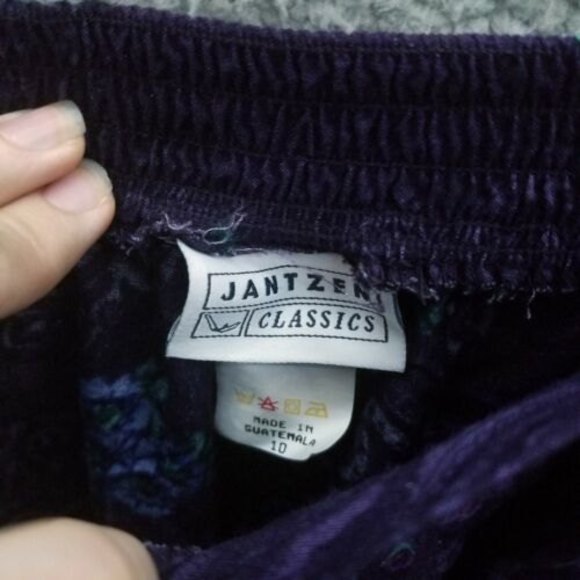 JANTZEN
CLASSICS
MADE IN
GUATEMALA
10